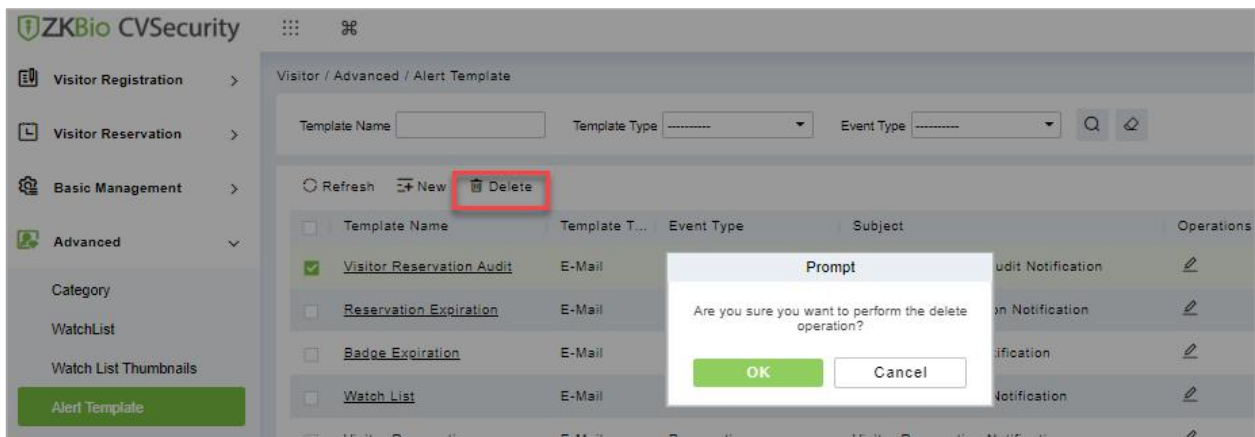 ZKBio CVSecurity
Visitor Registration
Visitor Reservation
Basic Management
Advanced
Category
WatchList
Watch List Thumbnails
Alert Template
Visitor / Advanced / Alert Template
Template Name
Template Type ----------
Event Type ----------
Refresh New Delete
Template Name Template T... Event Type Subject Operations
Visitor Reservation Audit E-Mail udit Notification
Reservation Expiration E-Mail on Notification
Badge Expiration E-Mail ification
Watch List E-Mail Notification
Prompt
Are you sure you want to perform the delete
operation?
OK Cancel